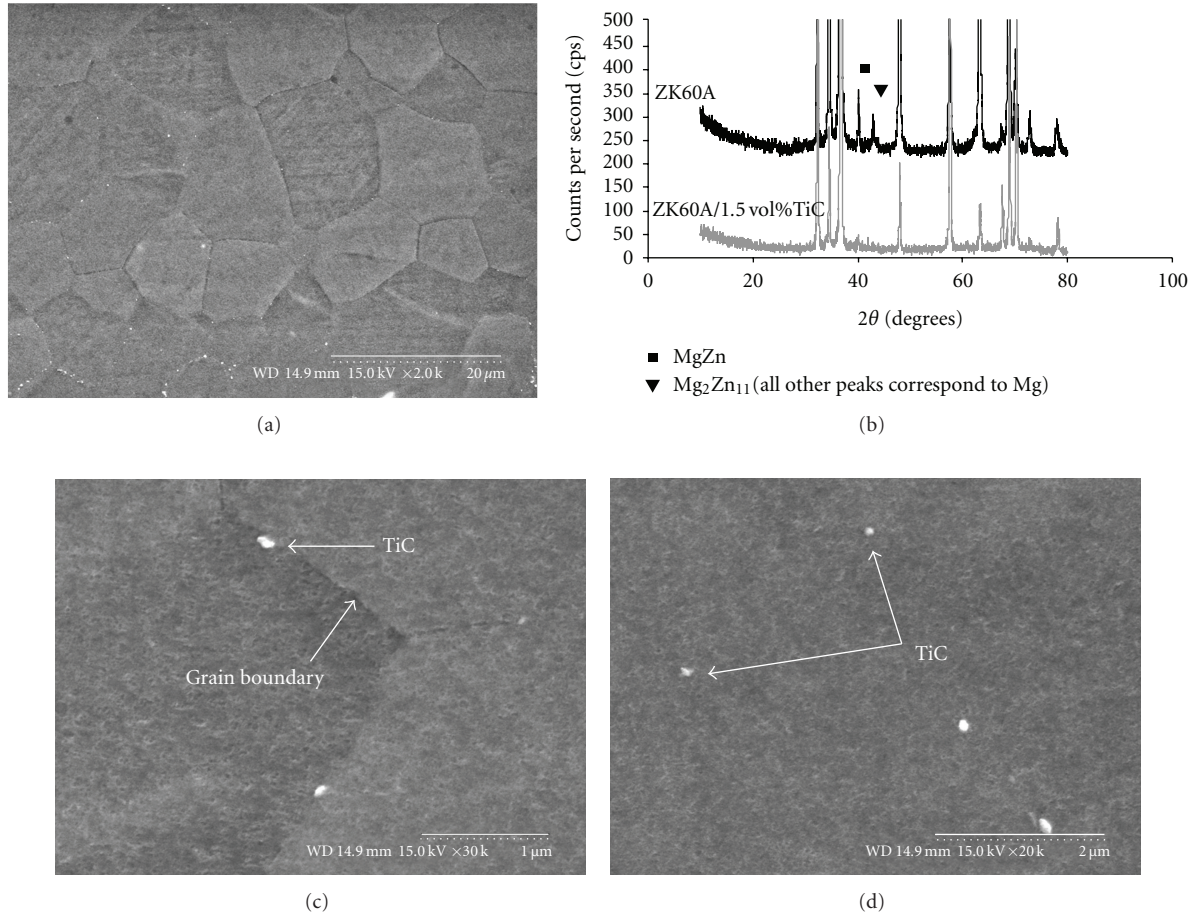 WD 14.9 mm 15.0 kV ×2.0 k 20 μm
(a)
Counts per second (cps)
500
450
400
350
300
250
200
150
100
50
0
ZK60A
ZK60A/1.5 vol%TiC
0 20 40 60 80 100
2θ (degrees)
■ MgZn
▼ Mg₂Zn₁₁ (all other peaks correspond to Mg)
(b)
TiC
Grain boundary
WD 14.9 mm 15.0 kV ×30 k 1 μm
(c)
TiC
WD 14.9 mm 15.0 kV ×20 k 2 μm
(d)